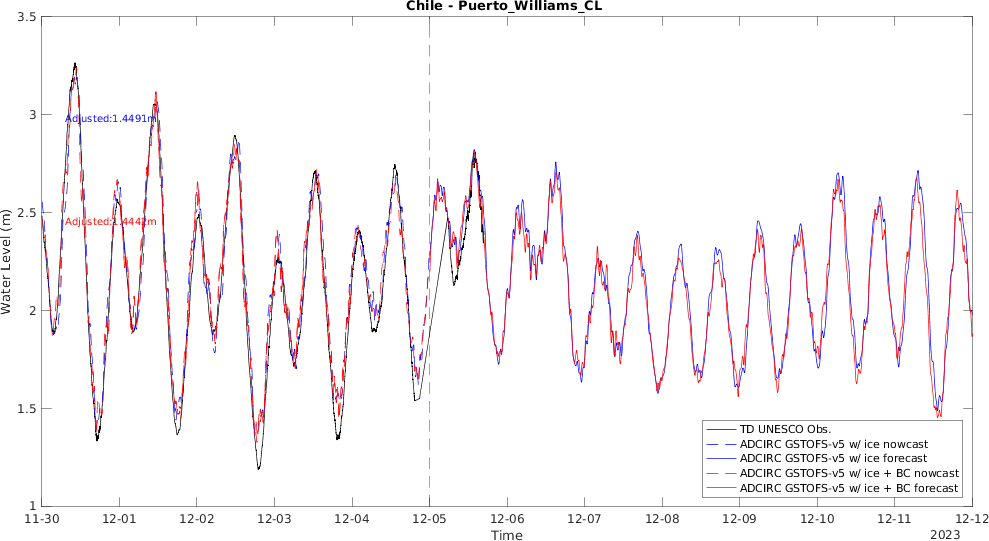 Chile - Puerto_Williams_CL
3.5
3
2.5
2
1.5
1
Water Level (m)
Adjusted:1.4491m
Adjusted:1.4442m
TD UNESCO Obs.
ADCIRC GSTOFS-v5 w/ ice nowcast
ADCIRC GSTOFS-v5 w/ ice forecast
ADCIRC GSTOFS-v5 w/ ice + BC nowcast
ADCIRC GSTOFS-v5 w/ ice + BC forecast
11-30 12-01 12-02 12-03 12-04 12-05 12-06 12-07 12-08 12-09 12-10 12-11 12-12
Time
2023